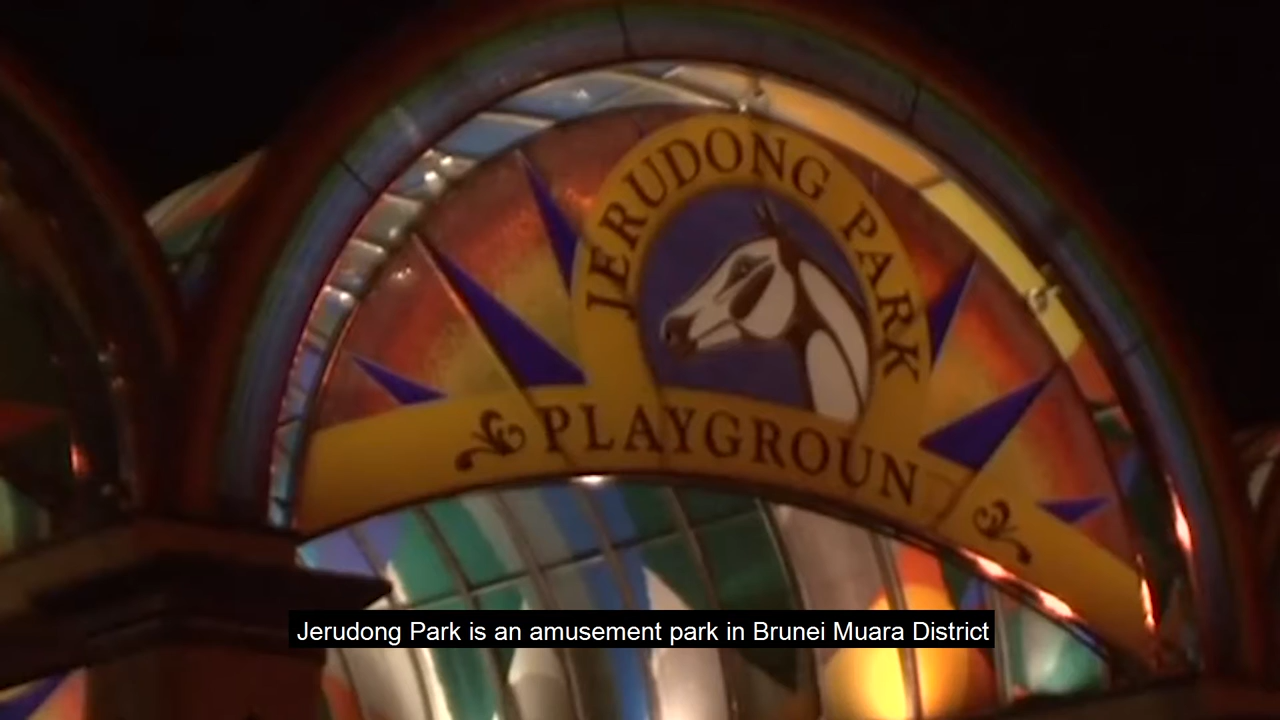 JERUDONG PARK
PLAYGROUN
Jerudong Park is an amusement park in Brunei Muara District